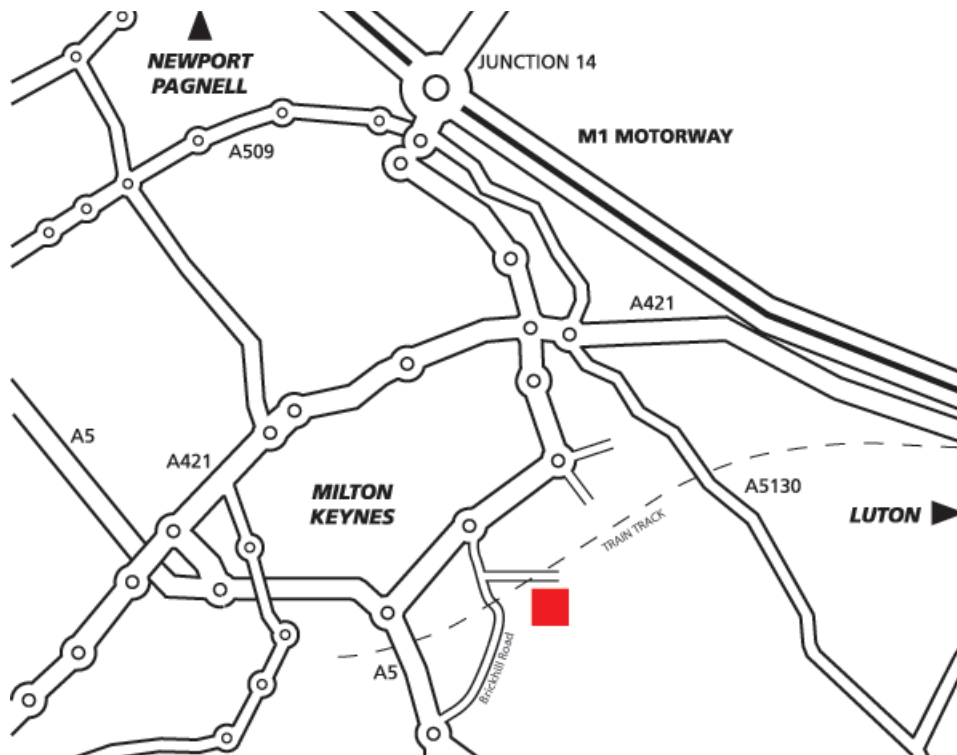 NEWPORT
PAGNELL
JUNCTION 14
M1 MOTORWAY
A509
A421
A5
A421
MILTON
KEYNES
A5130
LUTON
TRAIN TRACK
A5
Brickhill Road